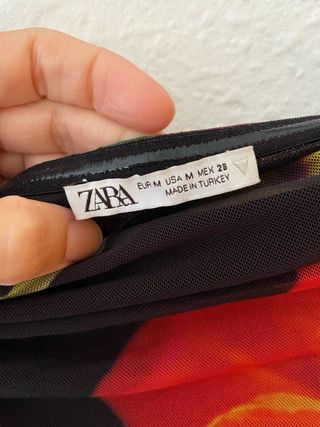 ZARA
EUR M USA M MEX 28
MADE IN TURKEY